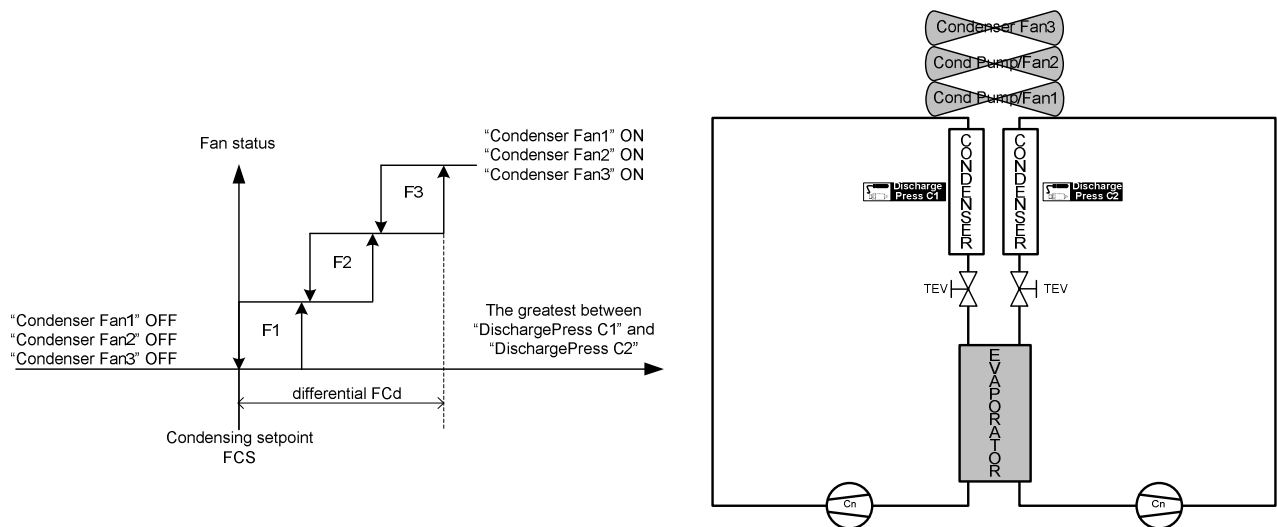 Fan status
"Condenser Fan1" ON
"Condenser Fan2" ON
"Condenser Fan3" ON
F3
F2
F1
"Condenser Fan1" OFF
"Condenser Fan2" OFF
"Condenser Fan3" OFF
The greatest between
"DischargePress C1" and
"DischargePress C2"
differential FCd
Condensing setpoint
FCS
Condenser Fan3
Cond Pump/Fan2
Cond Pump/Fan1
CONDENSER
CONDENSER
Discharge
Press C1
Discharge
Press C2
TEV
TEV
EVAPORATOR
Cn
Cn